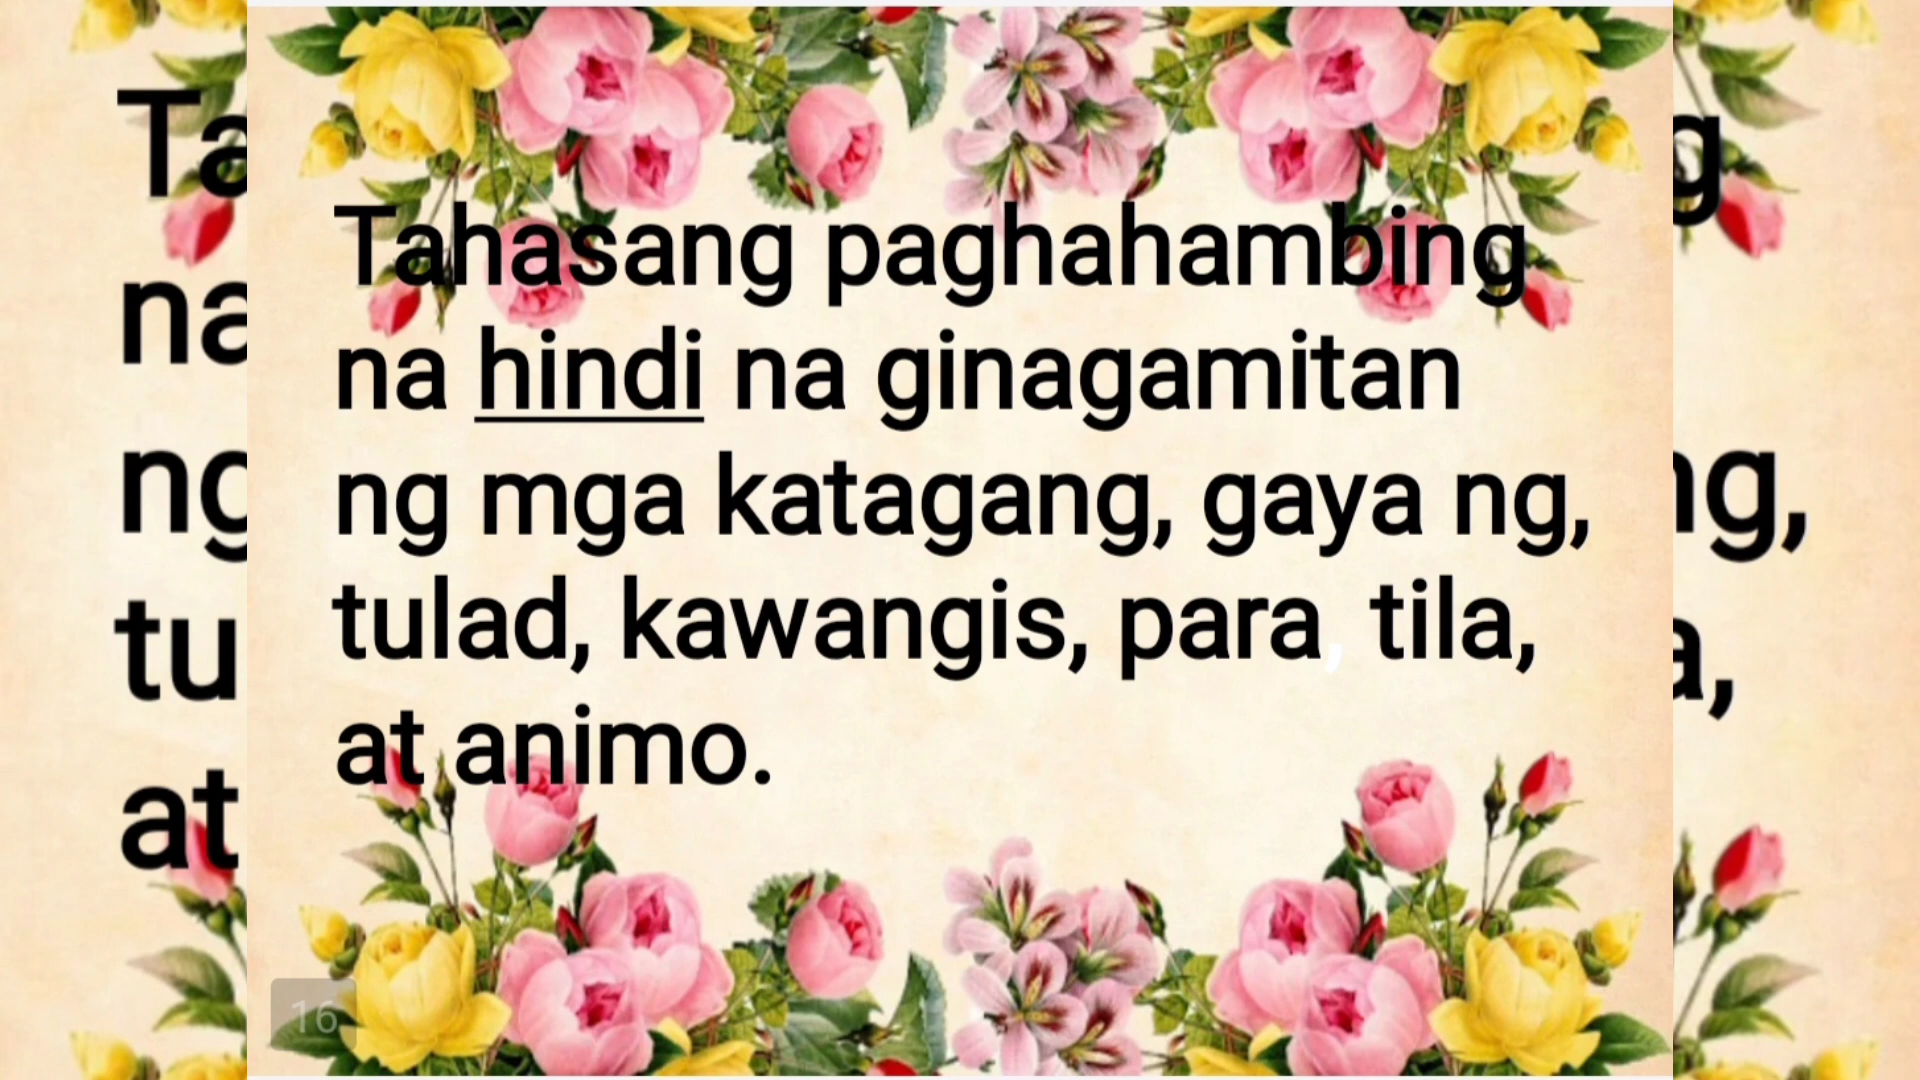 Tahasang paghahambing
na hindi na ginagamitan
ng mga katagang, gaya ng,
tulad, kawangis, para, tila,
at animo.
16